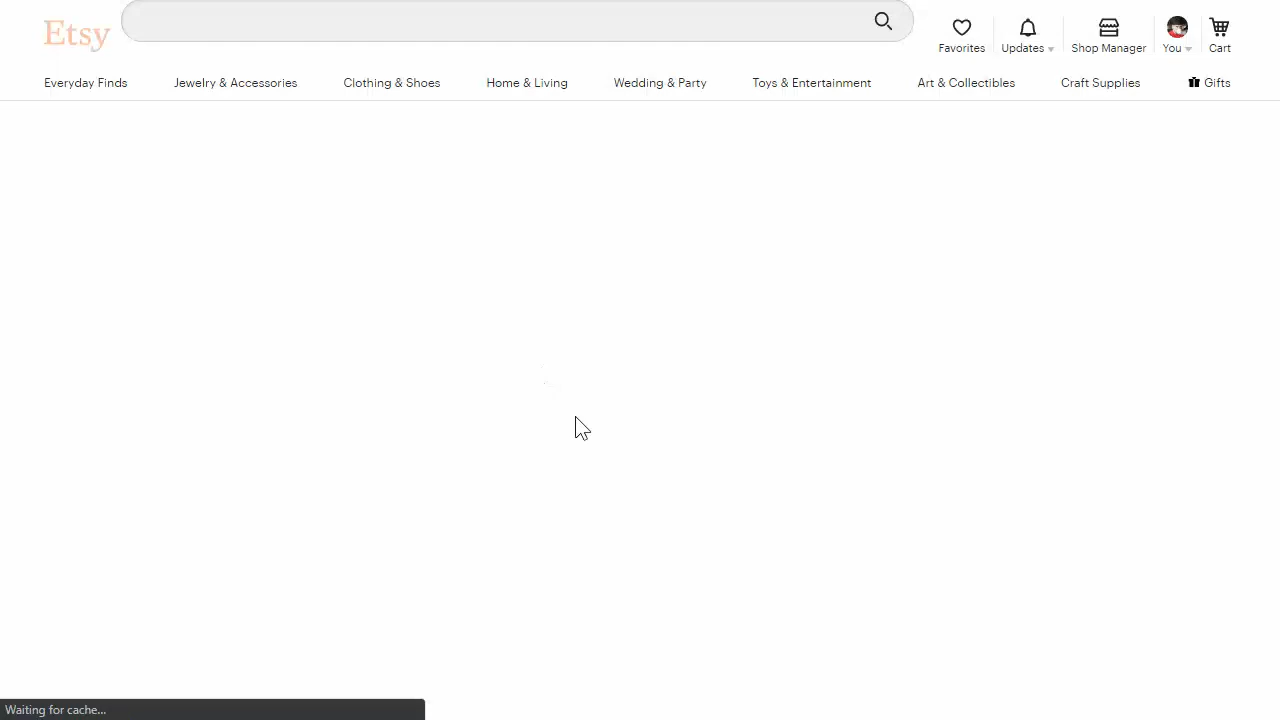 Etsy
Favorites
Updates
Shop Manager
You
Cart
Everyday Finds
Jewelry & Accessories
Clothing & Shoes
Home & Living
Wedding & Party
Toys & Entertainment
Art & Collectibles
Craft Supplies
Gifts
Waiting for cache...